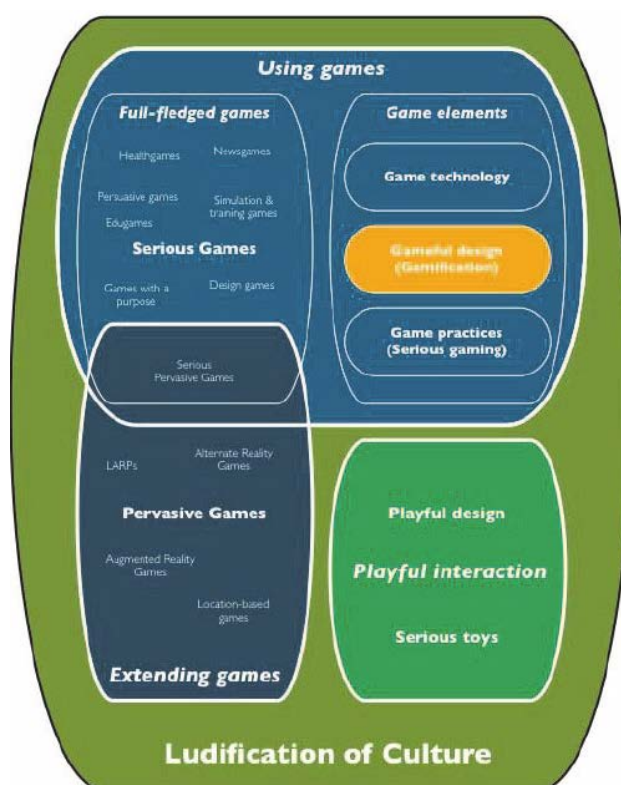 Using games
Full-fledged games
Game elements
Healthgames
Newsgames
Game technology
Persuasive games
Simulation &
traning games
Edugames
Serious Games
Gameful design
(Gamification)
Games with a
purpose
Design games
Game practices
(Serious gaming)
Serious
Pervasive Games
LARPs
Alternate Reality
Games
Pervasive Games
Playful design
Augmented Reality
Games
Playful interaction
Location-based
games
Serious toys
Extending games
Ludification of Culture